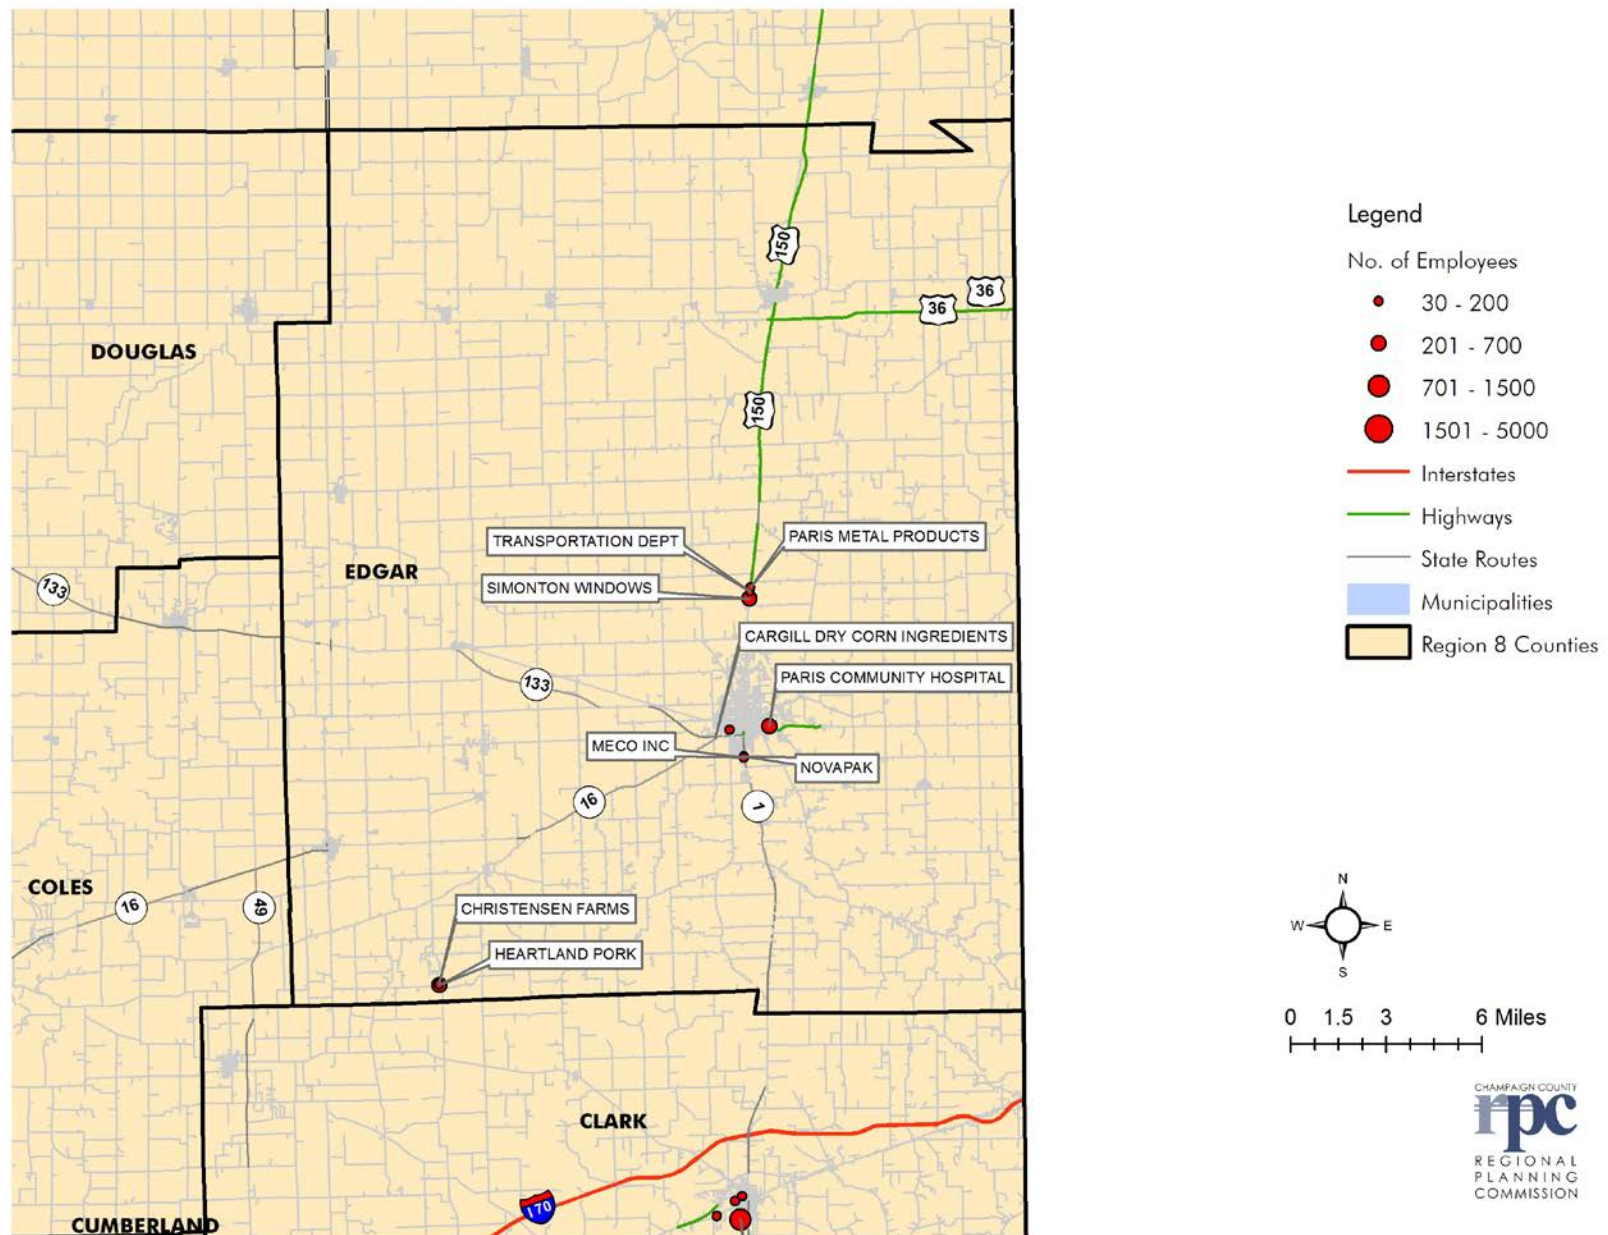 150
36
36
DOUGLAS
150
TRANSPORTATION DEPT
PARIS METAL PRODUCTS
EDGAR
SIMONTON WINDOWS
133
CARGILL DRY CORN INGREDIENTS
PARIS COMMUNITY HOSPITAL
133
MECO INC
NOVAPAK
16
1
COLES
16
49
CHRISTENSEN FARMS
HEARTLAND PORK
CLARK
I 70
CUMBERLAND
Legend
No. of Employees
30 - 200
201 - 700
701 - 1500
1501 - 5000
Interstates
Highways
State Routes
Municipalities
Region 8 Counties
N
W E
S
0 1.5 3 6 Miles
CHAMPAIGN COUNTY
rpc
REGIONAL
PLANNING
COMMISSION